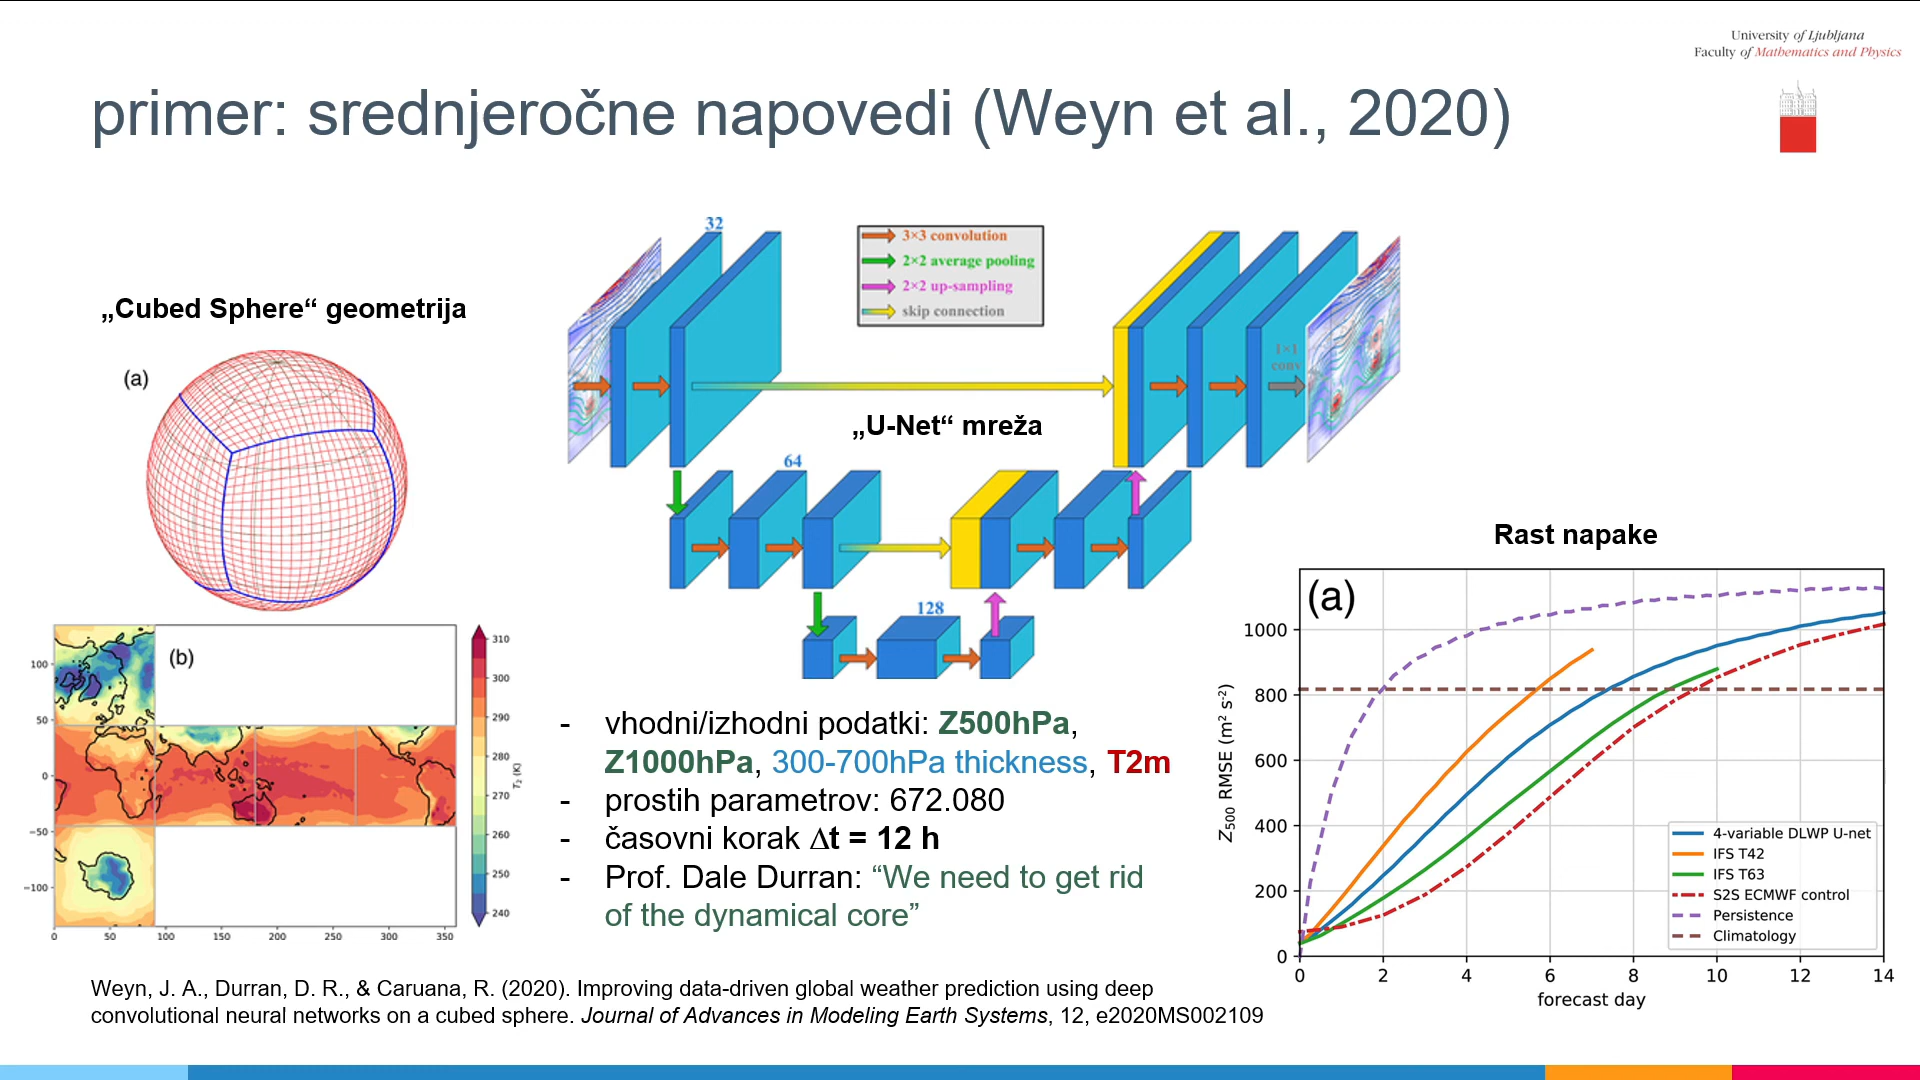 University of Ljubljana
Faculty of Mathematics and Physics
primer: srednjeročne napovedi (Weyn et al., 2020)
„Cubed Sphere“ geometrija
(a)
(b)
100
50
0
−50
−100
0 50 100 150 200 250 300 350
310
300
290
280
270
260
250
240
T₂ (K)
32
3×3 convolution
2×2 average pooling
2×2 up-sampling
skip connection
1×1
conv
„U-Net“ mreža
64
128
- vhodni/izhodni podatki: Z500hPa,
Z1000hPa, 300-700hPa thickness, T2m
- prostih parametrov: 672.080
- časovni korak Δt = 12 h
- Prof. Dale Durran: “We need to get rid
of the dynamical core”
Rast napake
(a)
1000
800
600
400
200
0
Z₅₀₀ RMSE (m² s⁻²)
4-variable DLWP U-net
IFS T42
IFS T63
S2S ECMWF control
Persistence
Climatology
0 2 4 6 8 10 12 14
forecast day
Weyn, J. A., Durran, D. R., & Caruana, R. (2020). Improving data-driven global weather prediction using deep
convolutional neural networks on a cubed sphere. Journal of Advances in Modeling Earth Systems, 12, e2020MS002109